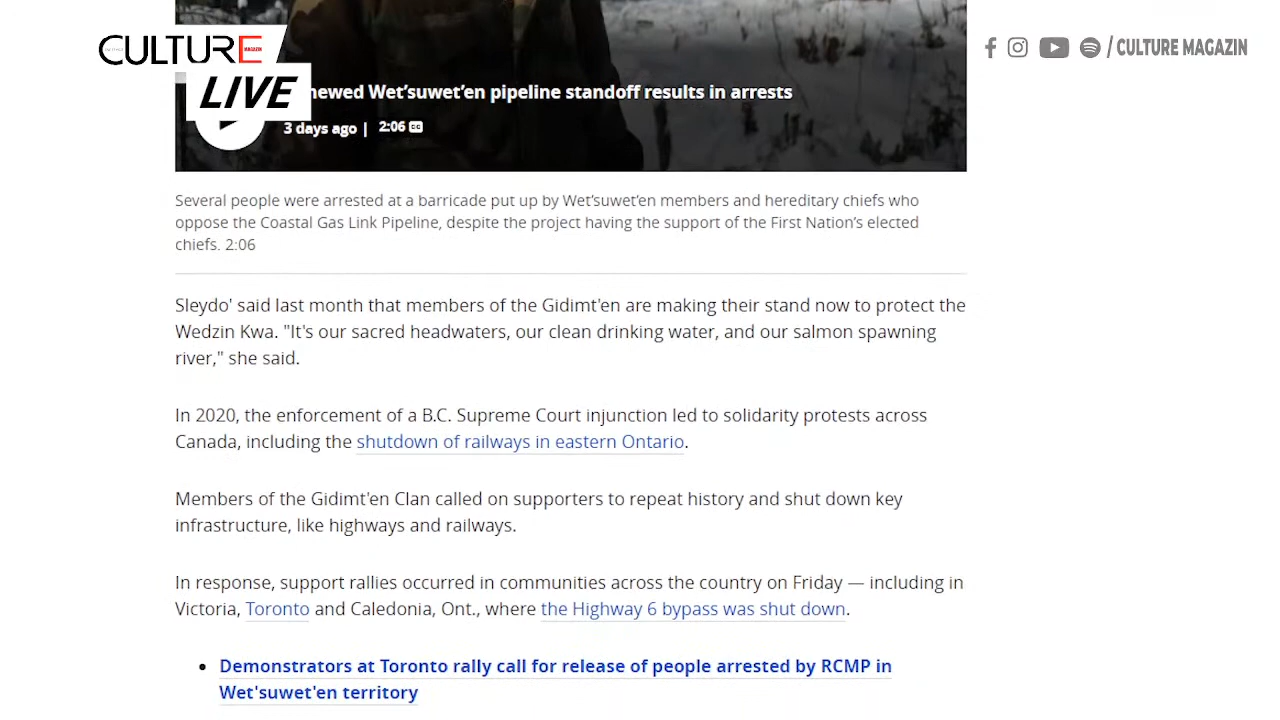 CULTURE
LIVE
/ CULTURE MAGAZIN
newed Wet’suwet’en pipeline standoff results in arrests
3 days ago | 2:06 CC
Several people were arrested at a barricade put up by Wet’suwet’en members and hereditary chiefs who
oppose the Coastal Gas Link Pipeline, despite the project having the support of the First Nation’s elected
chiefs. 2:06
Sleydo' said last month that members of the Gidimt'en are making their stand now to protect the
Wedzin Kwa. "It's our sacred headwaters, our clean drinking water, and our salmon spawning
river," she said.
In 2020, the enforcement of a B.C. Supreme Court injunction led to solidarity protests across
Canada, including the shutdown of railways in eastern Ontario.
Members of the Gidimt'en Clan called on supporters to repeat history and shut down key
infrastructure, like highways and railways.
In response, support rallies occurred in communities across the country on Friday — including in
Victoria, Toronto and Caledonia, Ont., where the Highway 6 bypass was shut down.
• Demonstrators at Toronto rally call for release of people arrested by RCMP in
Wet'suwet'en territory